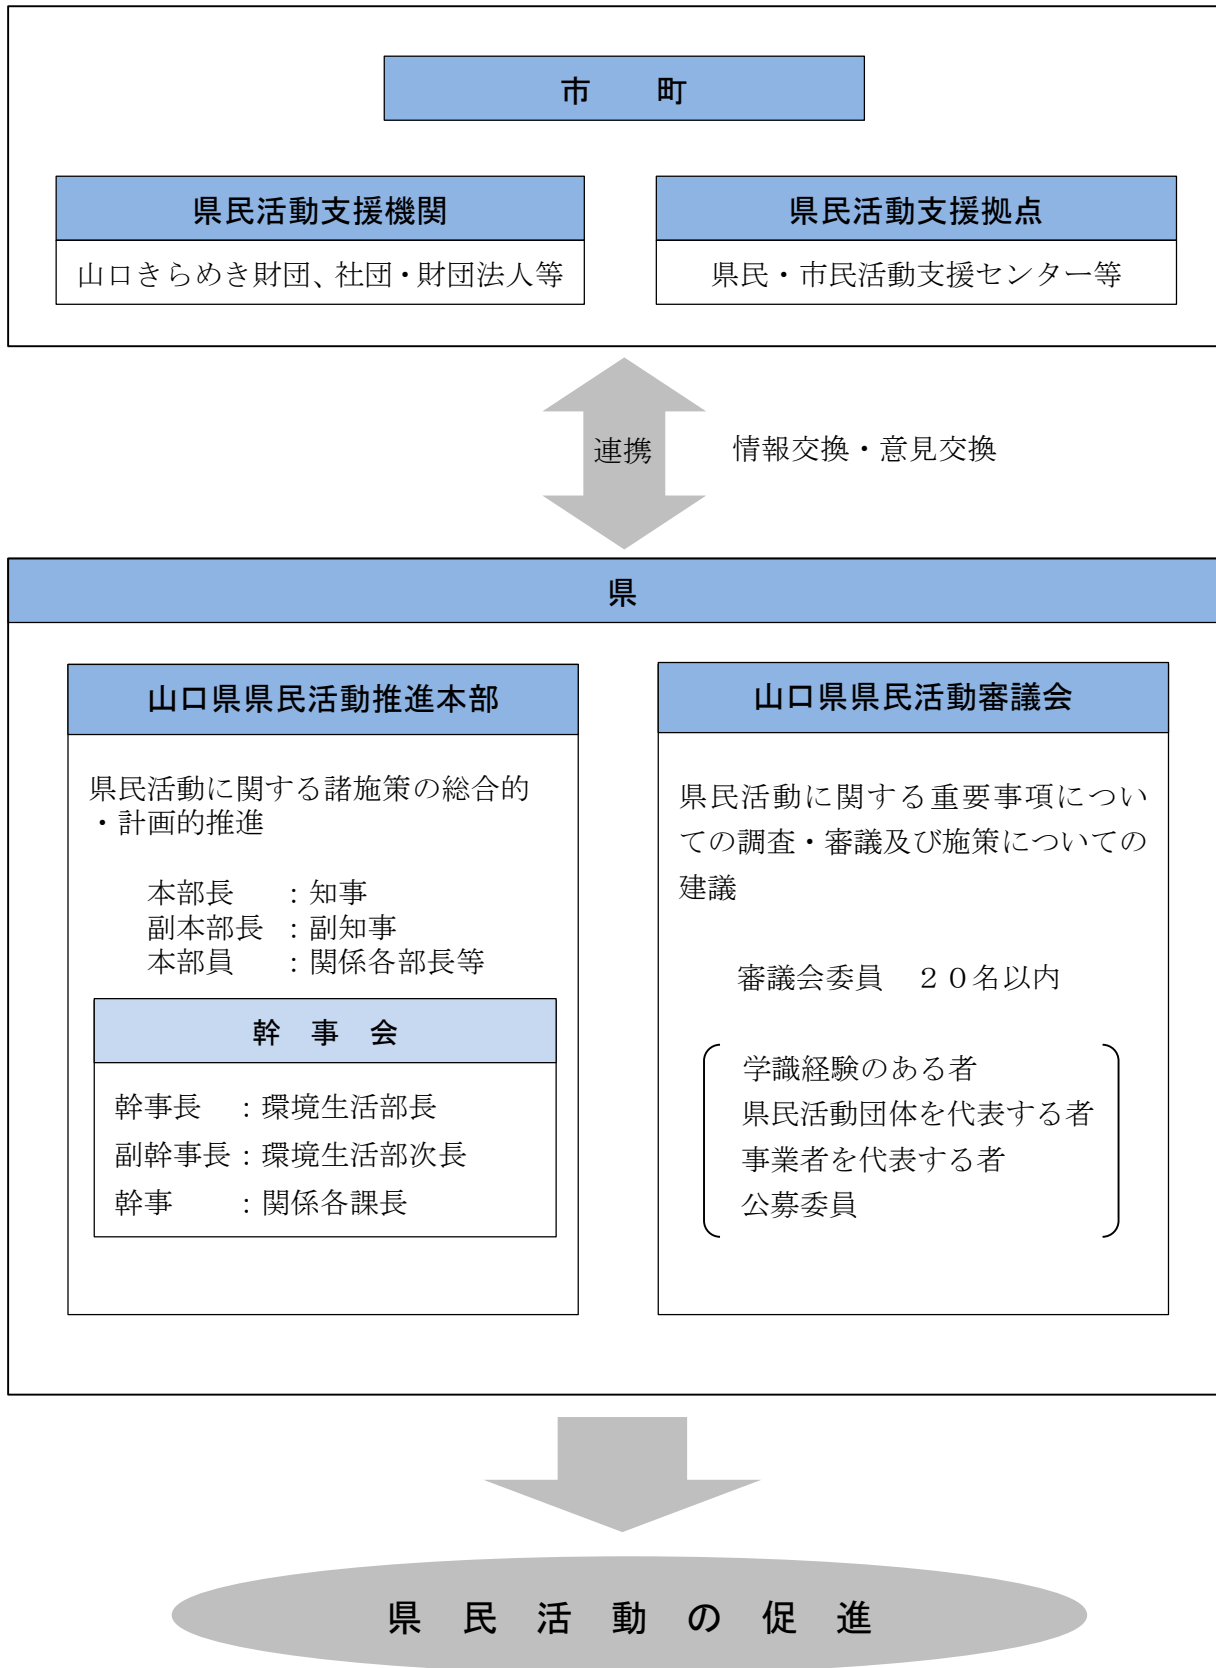 市　　町
県民活動支援機関
山口きらめき財団、社団・財団法人等
県民活動支援拠点
県民・市民活動支援センター等
連携
情報交換・意見交換
県
山口県県民活動推進本部
県民活動に関する諸施策の総合的
・計画的推進
本部長　　：知事
副本部長　：副知事
本部員　　：関係各部長等
幹　事　会
幹事長　　：環境生活部長
副幹事長：環境生活部次長
幹事　　　：関係各課長
山口県県民活動審議会
県民活動に関する重要事項につい
ての調査・審議及び施策についての
建議
審議会委員　２０名以内
学識経験のある者
県民活動団体を代表する者
事業者を代表する者
公募委員
県　民　活　動　の　促　進